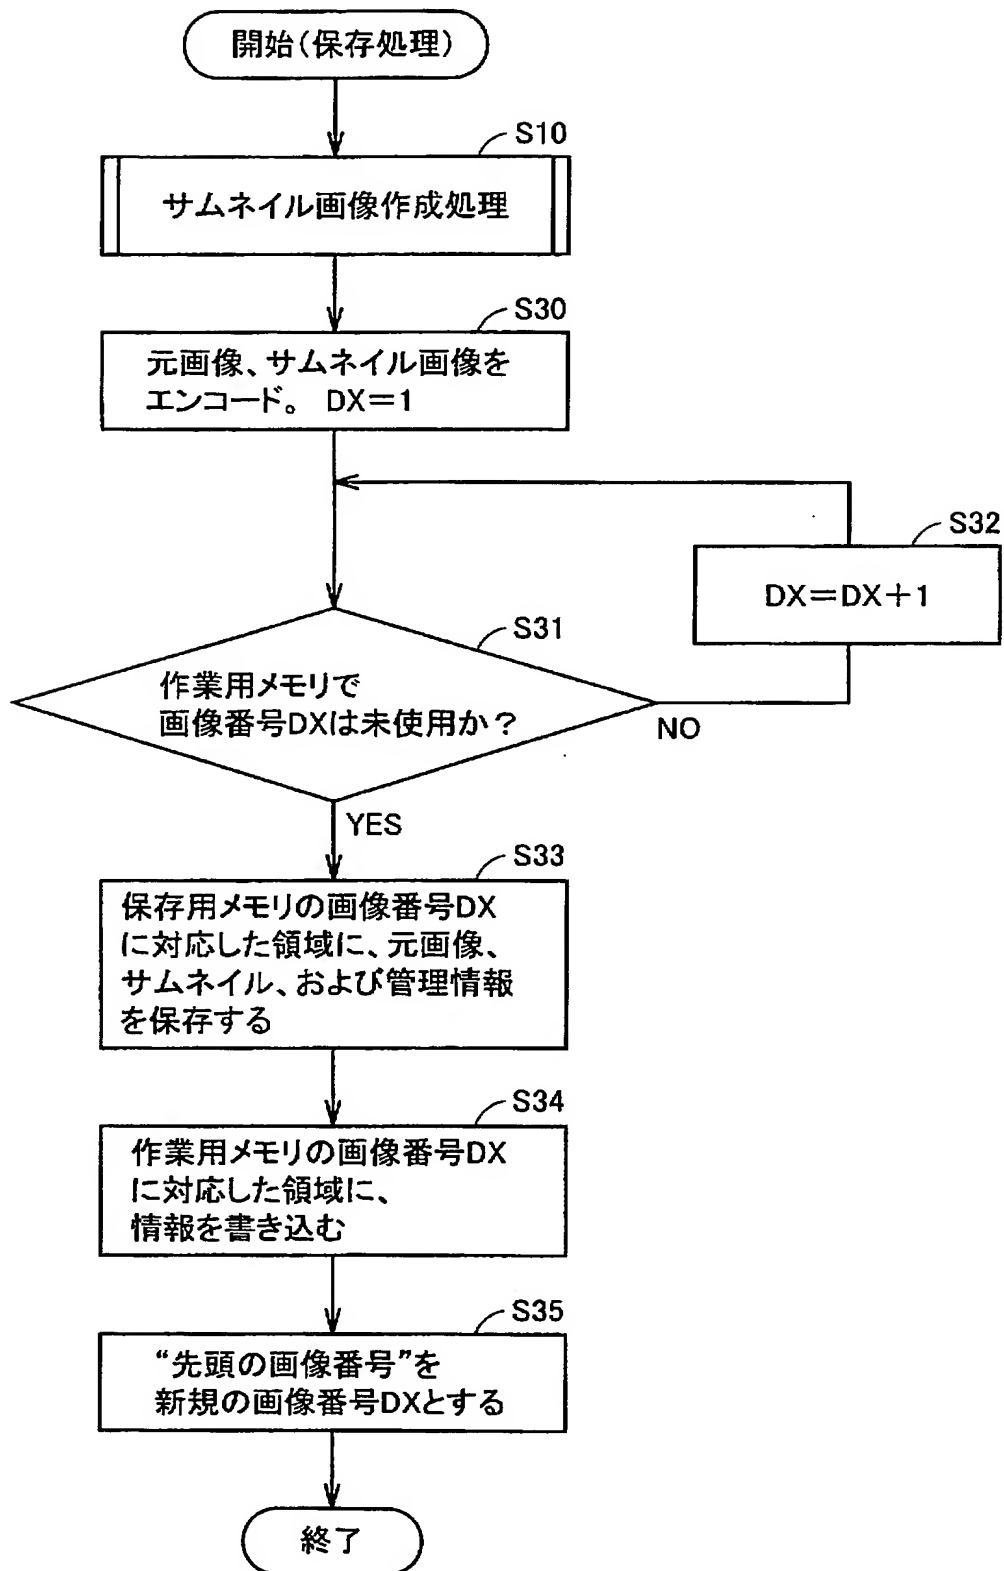 開始(保存処理)
S10
サムネイル画像作成処理
S30
元画像、サムネイル画像を
エンコード。 DX=1
S32
DX=DX+1
S31
作業用メモリで
画像番号DXは未使用か?
NO
YES
S33
保存用メモリの画像番号DX
に対応した領域に、元画像、
サムネイル、および管理情報
を保存する
S34
作業用メモリの画像番号DX
に対応した領域に、
情報を書き込む
S35
“先頭の画像番号”を
新規の画像番号DXとする
終了